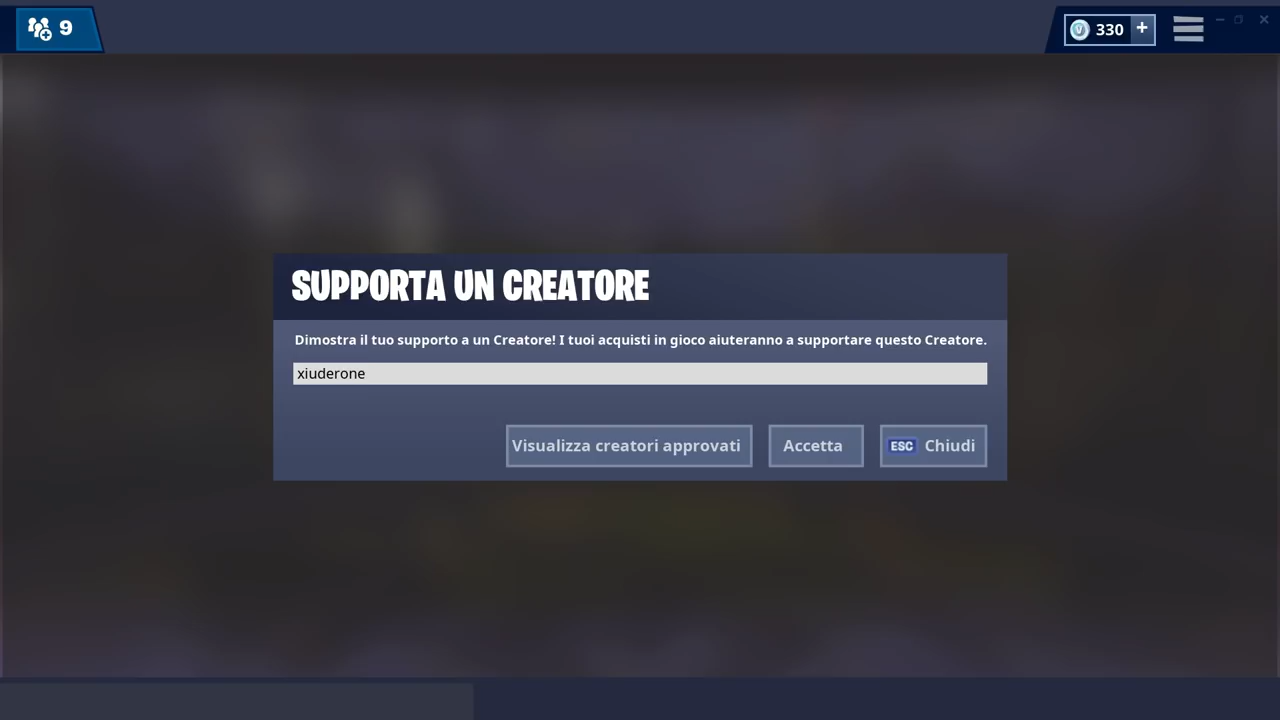 9
330 +
SUPPORTA UN CREATORE
Dimostra il tuo supporto a un Creatore! I tuoi acquisti in gioco aiuteranno a supportare questo Creatore.
xiuderone
Visualizza creatori approvati Accetta ESC Chiudi